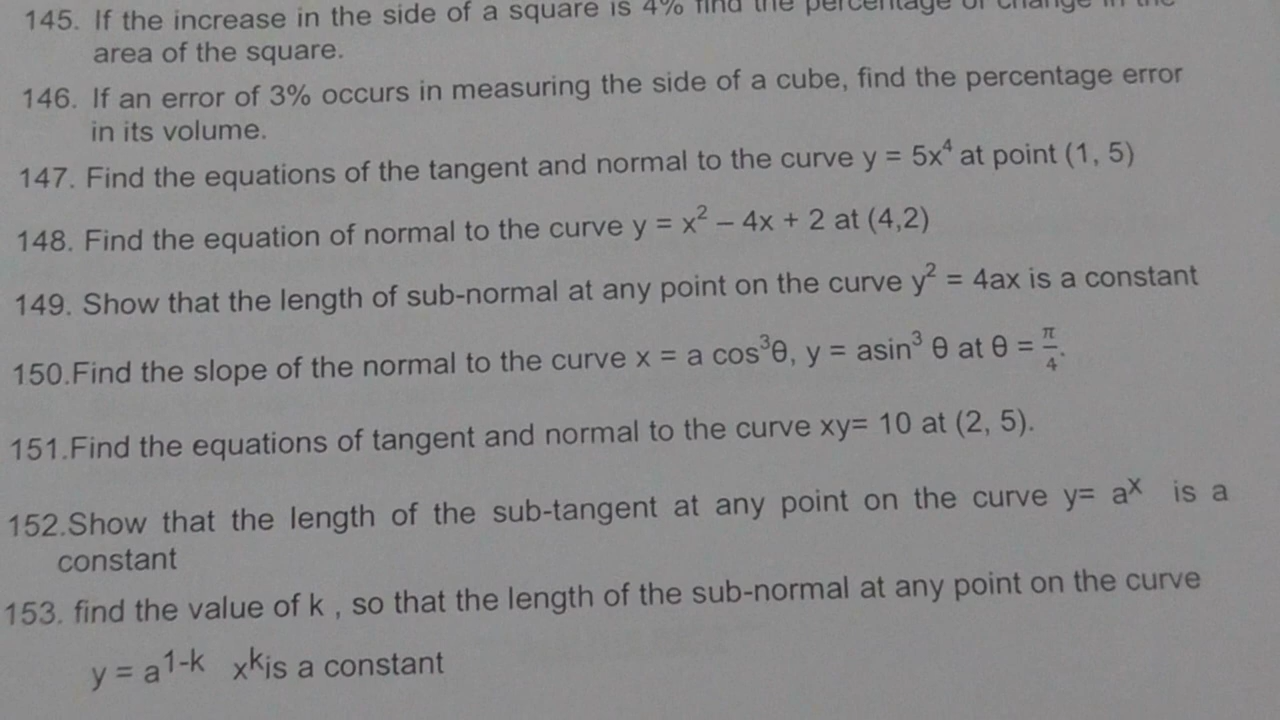 145. If the increase in the side of a square is 4% find the percentage of change in the
area of the square.
146. If an error of 3% occurs in measuring the side of a cube, find the percentage error
in its volume.
147. Find the equations of the tangent and normal to the curve y = 5x⁴ at point (1, 5)
148. Find the equation of normal to the curve y = x² – 4x + 2 at (4,2)
149. Show that the length of sub-normal at any point on the curve y² = 4ax is a constant
150.Find the slope of the normal to the curve x = a cos³θ, y = asin³ θ at θ = π/4.
151.Find the equations of tangent and normal to the curve xy= 10 at (2, 5).
152.Show that the length of the sub-tangent at any point on the curve y= aˣ is a
constant
153. find the value of k , so that the length of the sub-normal at any point on the curve
y = a¹⁻ᵏ xᵏis a constant